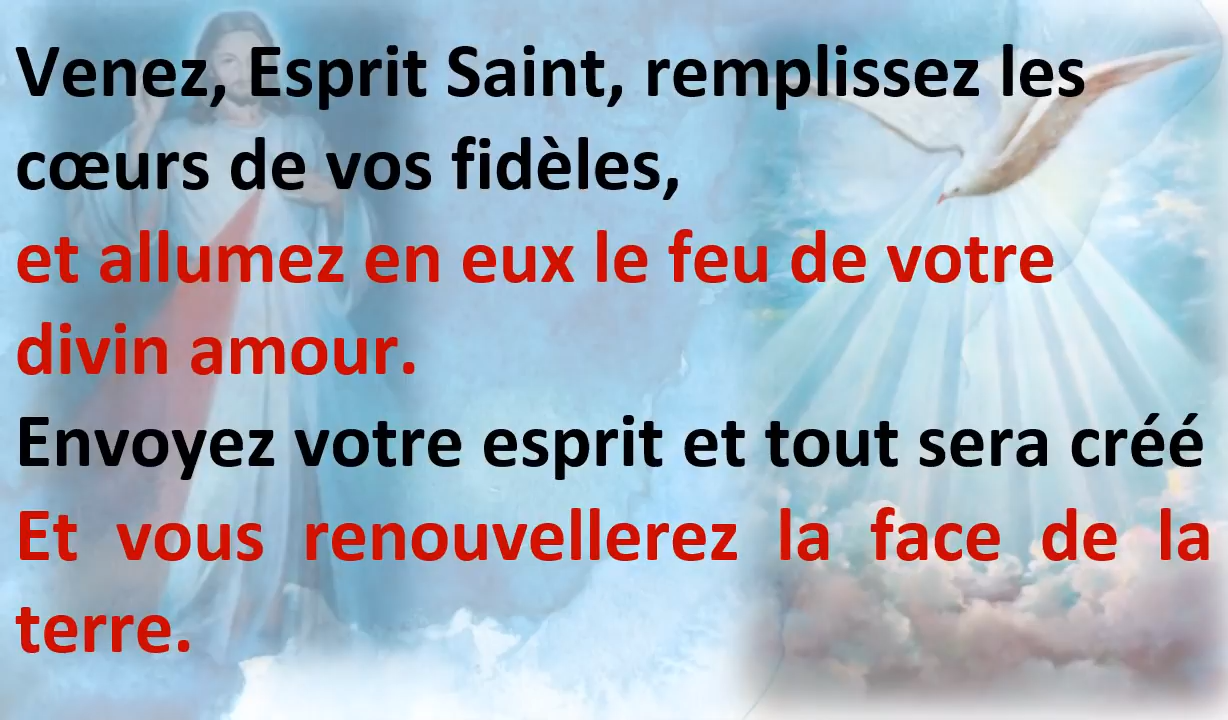 Venez, Esprit Saint, remplissez les
cœurs de vos fidèles,
et allumez en eux le feu de votre
divin amour.
Envoyez votre esprit et tout sera créé
Et vous renouvellerez la face de la
terre.